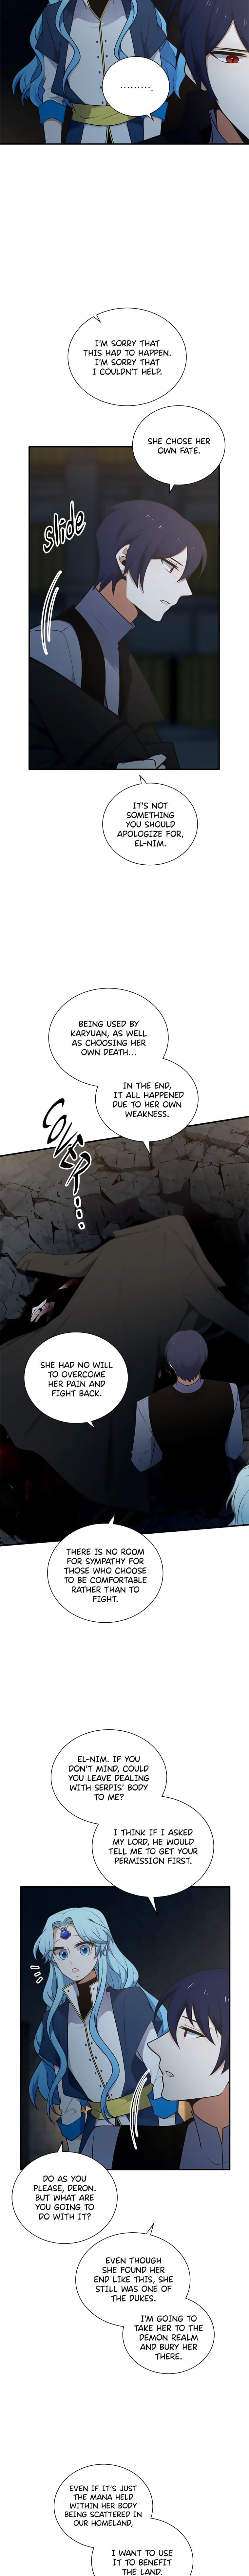 .........
I'M SORRY THAT
THIS HAD TO HAPPEN.
I'M SORRY THAT
I COULDN'T HELP.
SHE CHOSE HER
OWN FATE.
slide
IT'S NOT
SOMETHING
YOU SHOULD
APOLOGIZE FOR,
EL-NIM.
BEING USED BY
KARYUAN, AS WELL
AS CHOOSING HER
OWN DEATH...
IN THE END,
IT ALL HAPPENED
DUE TO HER OWN
WEAKNESS.
COVER...
SHE HAD NO WILL
TO OVERCOME
HER PAIN AND
FIGHT BACK.
THERE IS NO ROOM
FOR SYMPATHY FOR
THOSE WHO CHOOSE
TO BE COMFORTABLE
RATHER THAN TO
FIGHT.
EL-NIM. IF YOU
DON'T MIND, COULD
YOU LEAVE DEALING
WITH SERPIS' BODY
TO ME?
I THINK IF I ASKED
MY LORD, HE WOULD
TELL ME TO GET YOUR
PERMISSION FIRST.
DO AS YOU
PLEASE, DERON.
BUT WHAT ARE
YOU GOING TO
DO WITH IT?
EVEN THOUGH
SHE FOUND HER
END LIKE THIS, SHE
STILL WAS ONE OF
THE DUKES.
I'M GOING TO
TAKE HER TO THE
DEMON REALM
AND BURY HER
THERE.
EVEN IF IT'S JUST
THE MANA HELD
WITHIN HER BODY
BEING SCATTERED IN
OUR HOMELAND,
I WANT TO USE
IT TO BENEFIT
THE LAND.